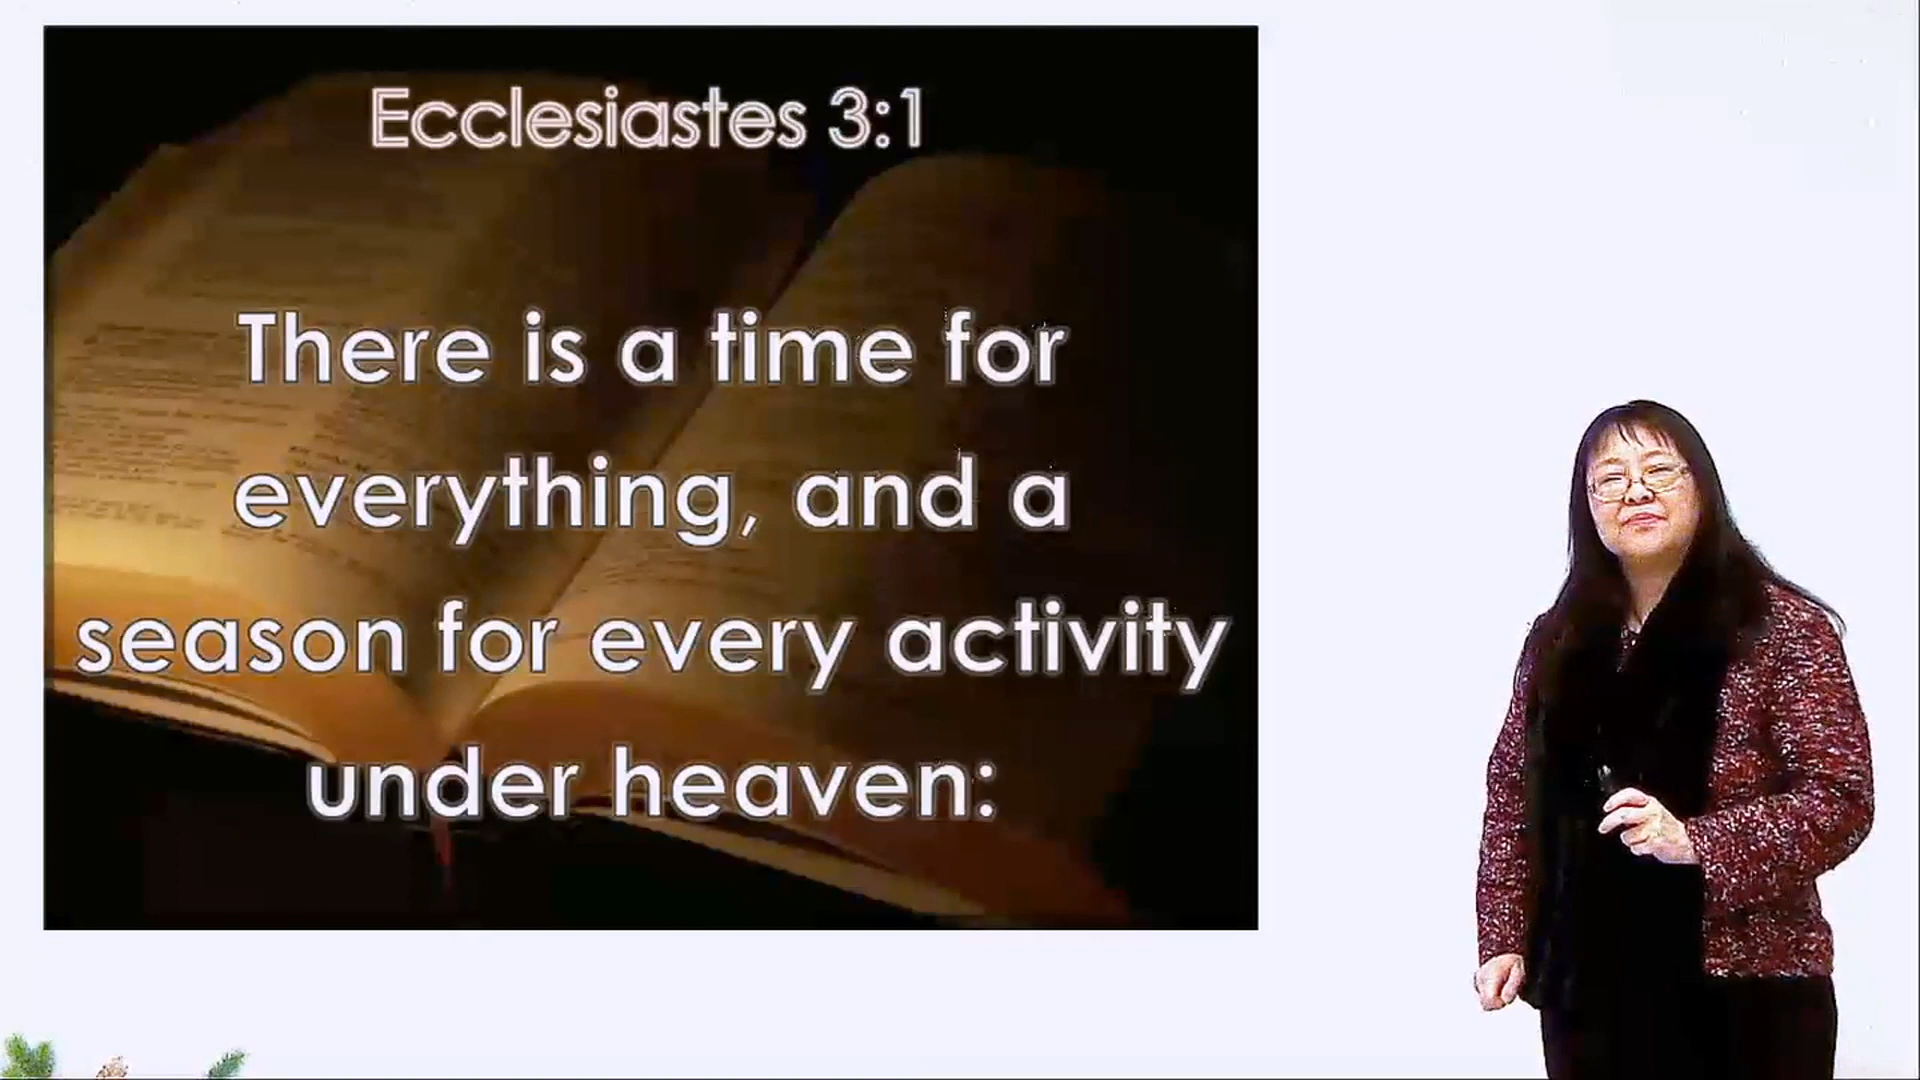 Ecclesiastes 3:1
There is a time for
everything, and a
season for every activity
under heaven: